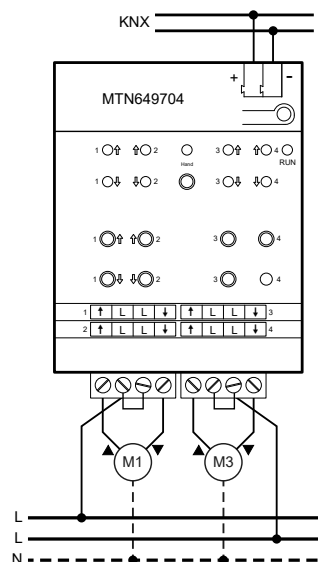 KNX
+ -
MTN649704
1 ⇧ ⇧ 2 3 ⇧ ⇧ 4
Hand RUN
1 ⇩ ⇩ 2 3 ⇩ ⇩ 4
1 ⇧ ⇧ 2 3 4
1 ⇩ ⇩ 2 3 4
1 ↑ L L ↓ ↑ L L ↓ 3
2 ↑ L L ↓ ↑ L L ↓ 4
▲ M1 ▼ ▲ M3 ▼
L
L
N